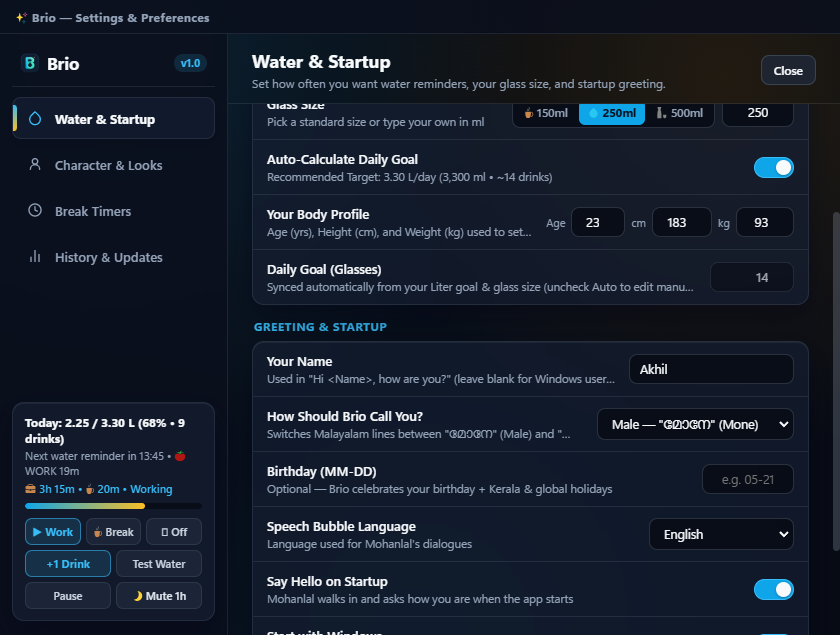 Brio — Settings & Preferences
Brio
v1.0
Water & Startup
Character & Looks
Break Timers
History & Updates
Today: 2.25 / 3.30 L (68% • 9
drinks)
Next water reminder in 13:45 •
WORK 19m
3h 15m • 20m • Working
Work
Break
Off
+1 Drink
Test Water
Pause
Mute 1h
Water & Startup
Set how often you want water reminders, your glass size, and startup greeting.
Close
Glass Size
Pick a standard size or type your own in ml
150ml
250ml
500ml
250
Auto-Calculate Daily Goal
Recommended Target: 3.30 L/day (3,300 ml • ~14 drinks)
Your Body Profile
Age (yrs), Height (cm), and Weight (kg) used to set...
Age 23 cm 183 kg 93
Daily Goal (Glasses)
Synced automatically from your Liter goal & glass size (uncheck Auto to edit manu...
14
GREETING & STARTUP
Your Name
Used in "Hi <Name>, how are you?" (leave blank for Windows user...
Akhil
How Should Brio Call You?
Switches Malayalam lines between "മോനേ" (Male) and "...
Male — "മോനേ" (Mone)
Birthday (MM-DD)
Optional — Brio celebrates your birthday + Kerala & global holidays
e.g. 05-21
Speech Bubble Language
Language used for Mohanlal's dialogues
English
Say Hello on Startup
Mohanlal walks in and asks how you are when the app starts
Start with Windows